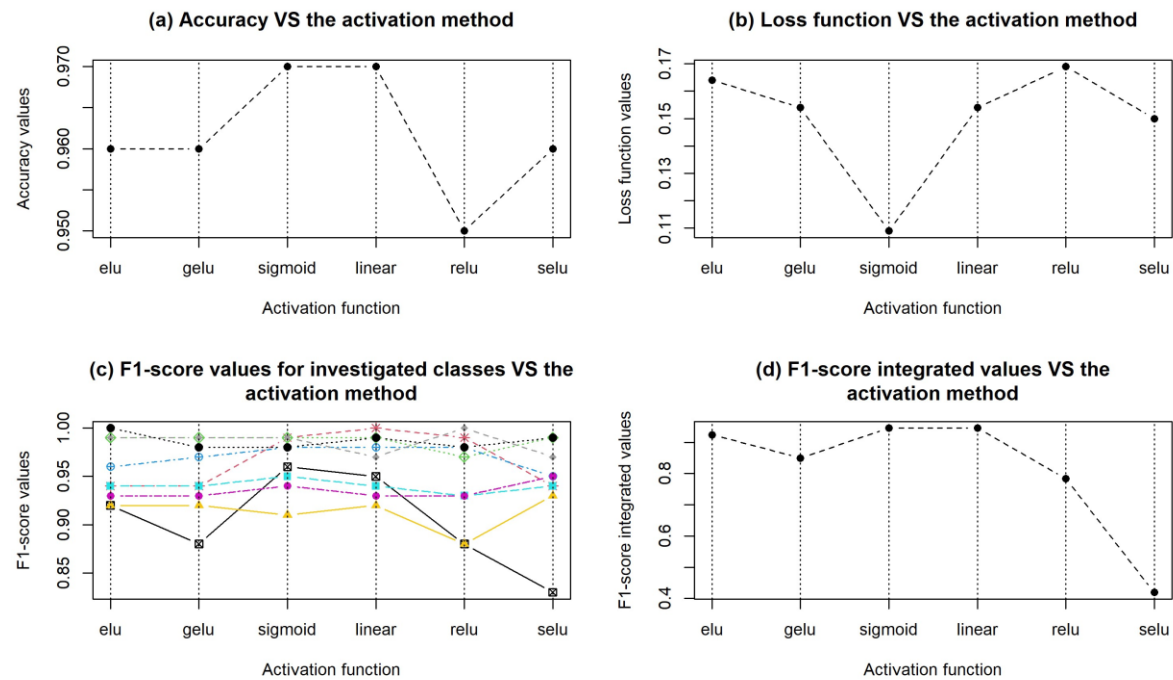 (a) Accuracy VS the activation method
Accuracy values
0.970
0.960
0.950
elu gelu sigmoid linear relu selu
Activation function
(b) Loss function VS the activation method
Loss function values
0.17
0.15
0.13
0.11
elu gelu sigmoid linear relu selu
Activation function
(c) F1-score values for investigated classes VS the
activation method
F1-score values
1.00
0.95
0.90
0.85
elu gelu sigmoid linear relu selu
Activation function
(d) F1-score integrated values VS the
activation method
F1-score integrated values
0.8
0.6
0.4
elu gelu sigmoid linear relu selu
Activation function